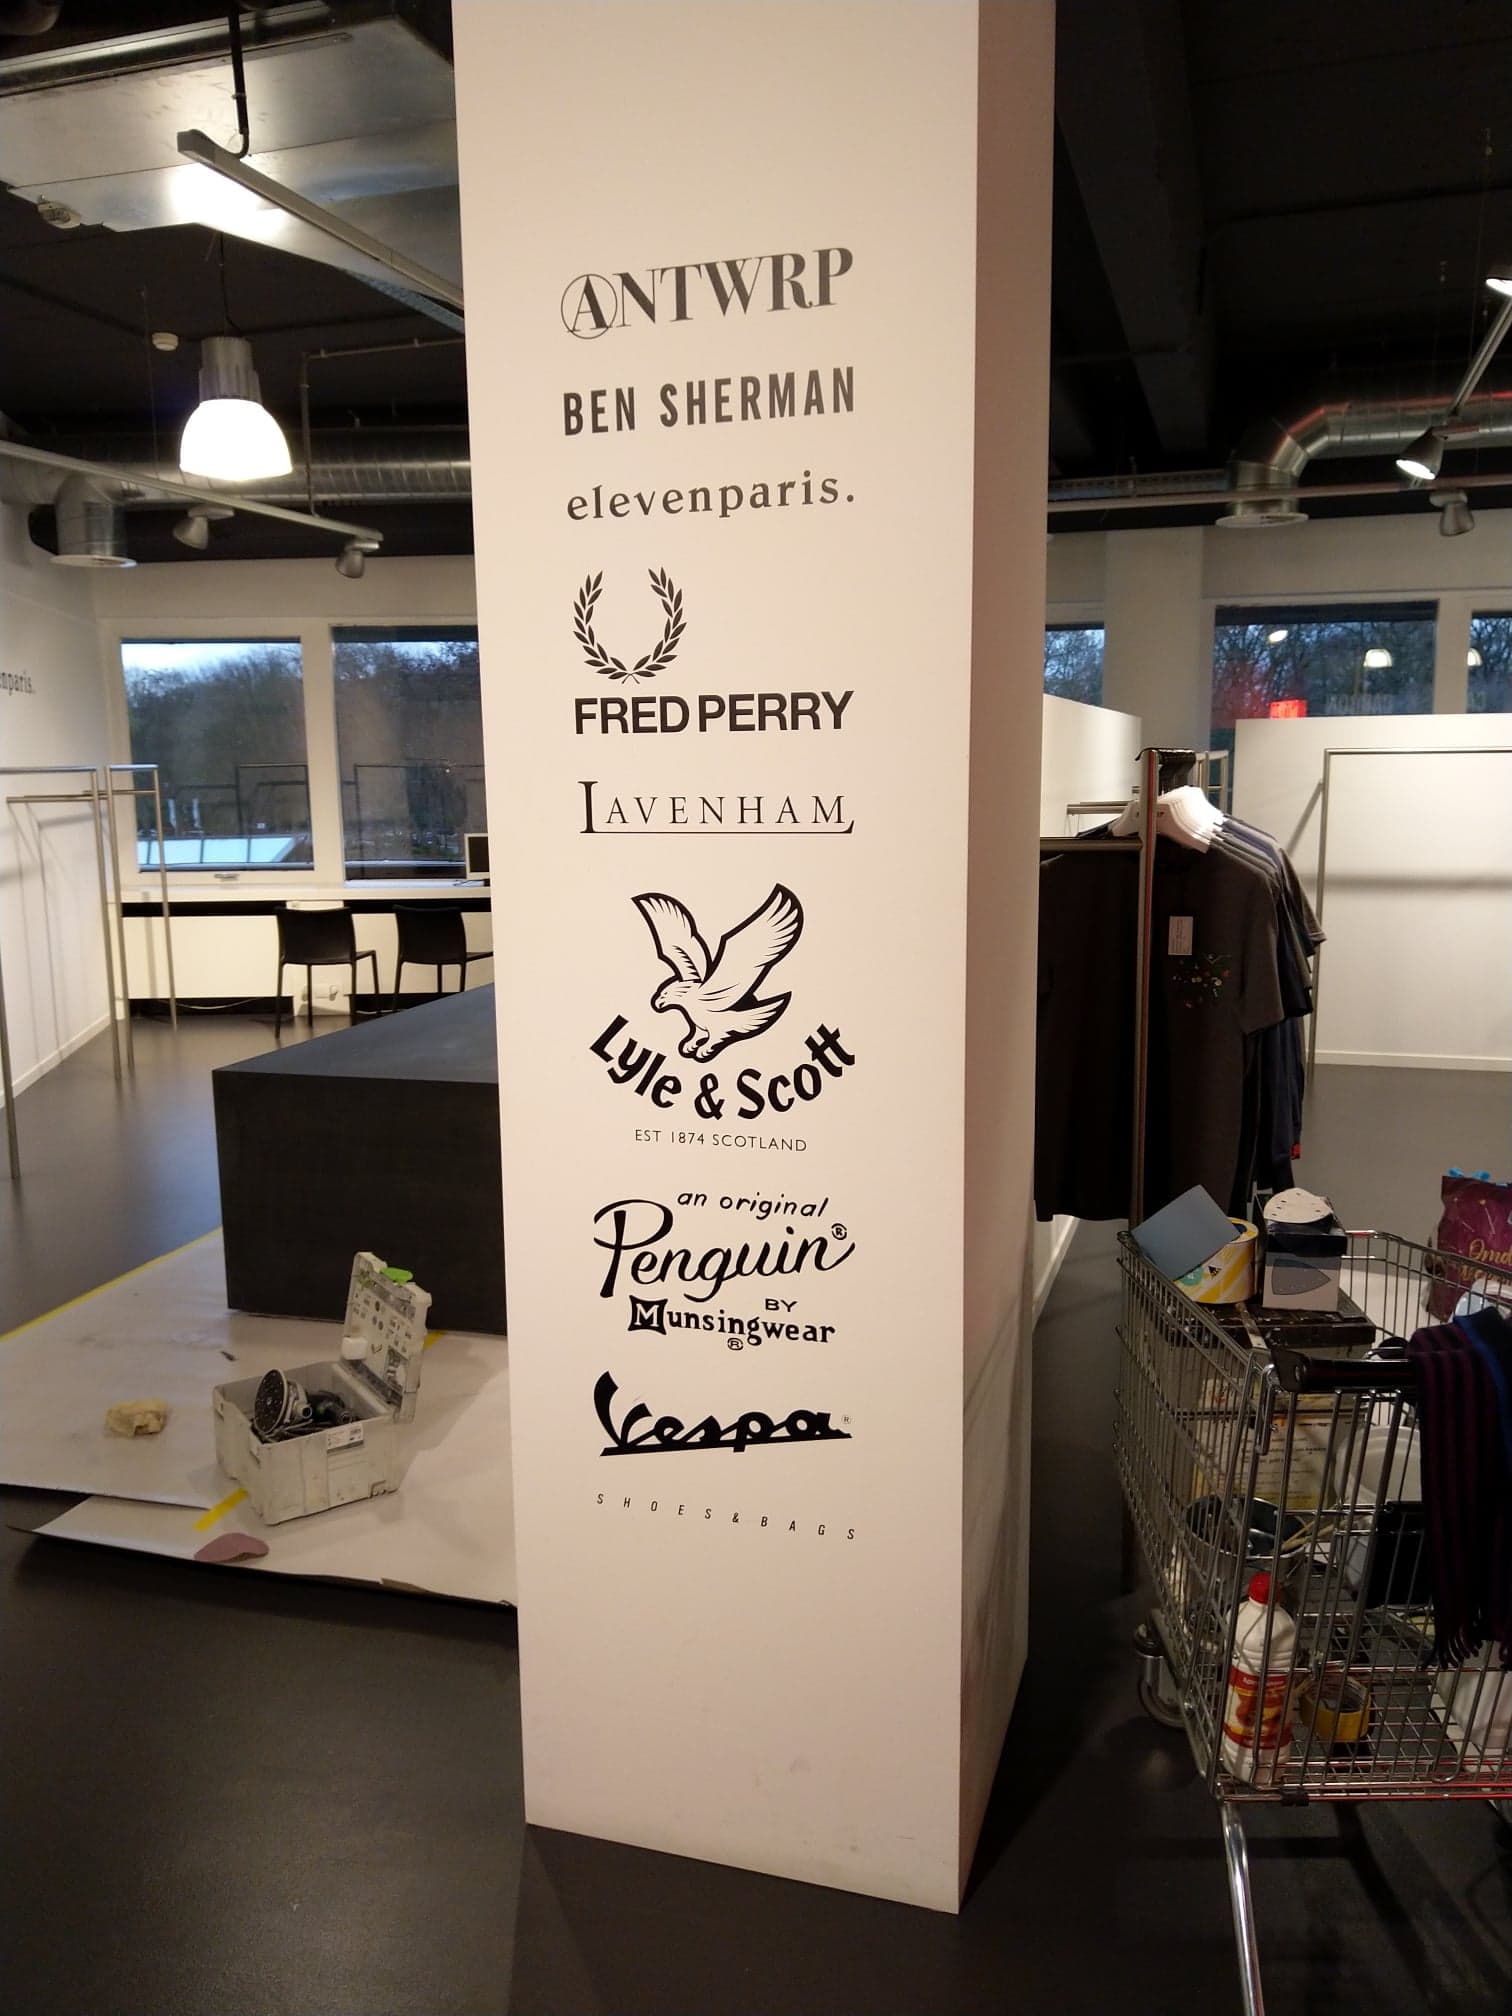 ANTWRP
BEN SHERMAN
elevenparis.
FRED PERRY
LAVENHAM
Lyle & Scott
EST 1874 SCOTLAND
an original
Penguin®
BY
Munsingwear
®
Vespa®
SHOES&BAGS